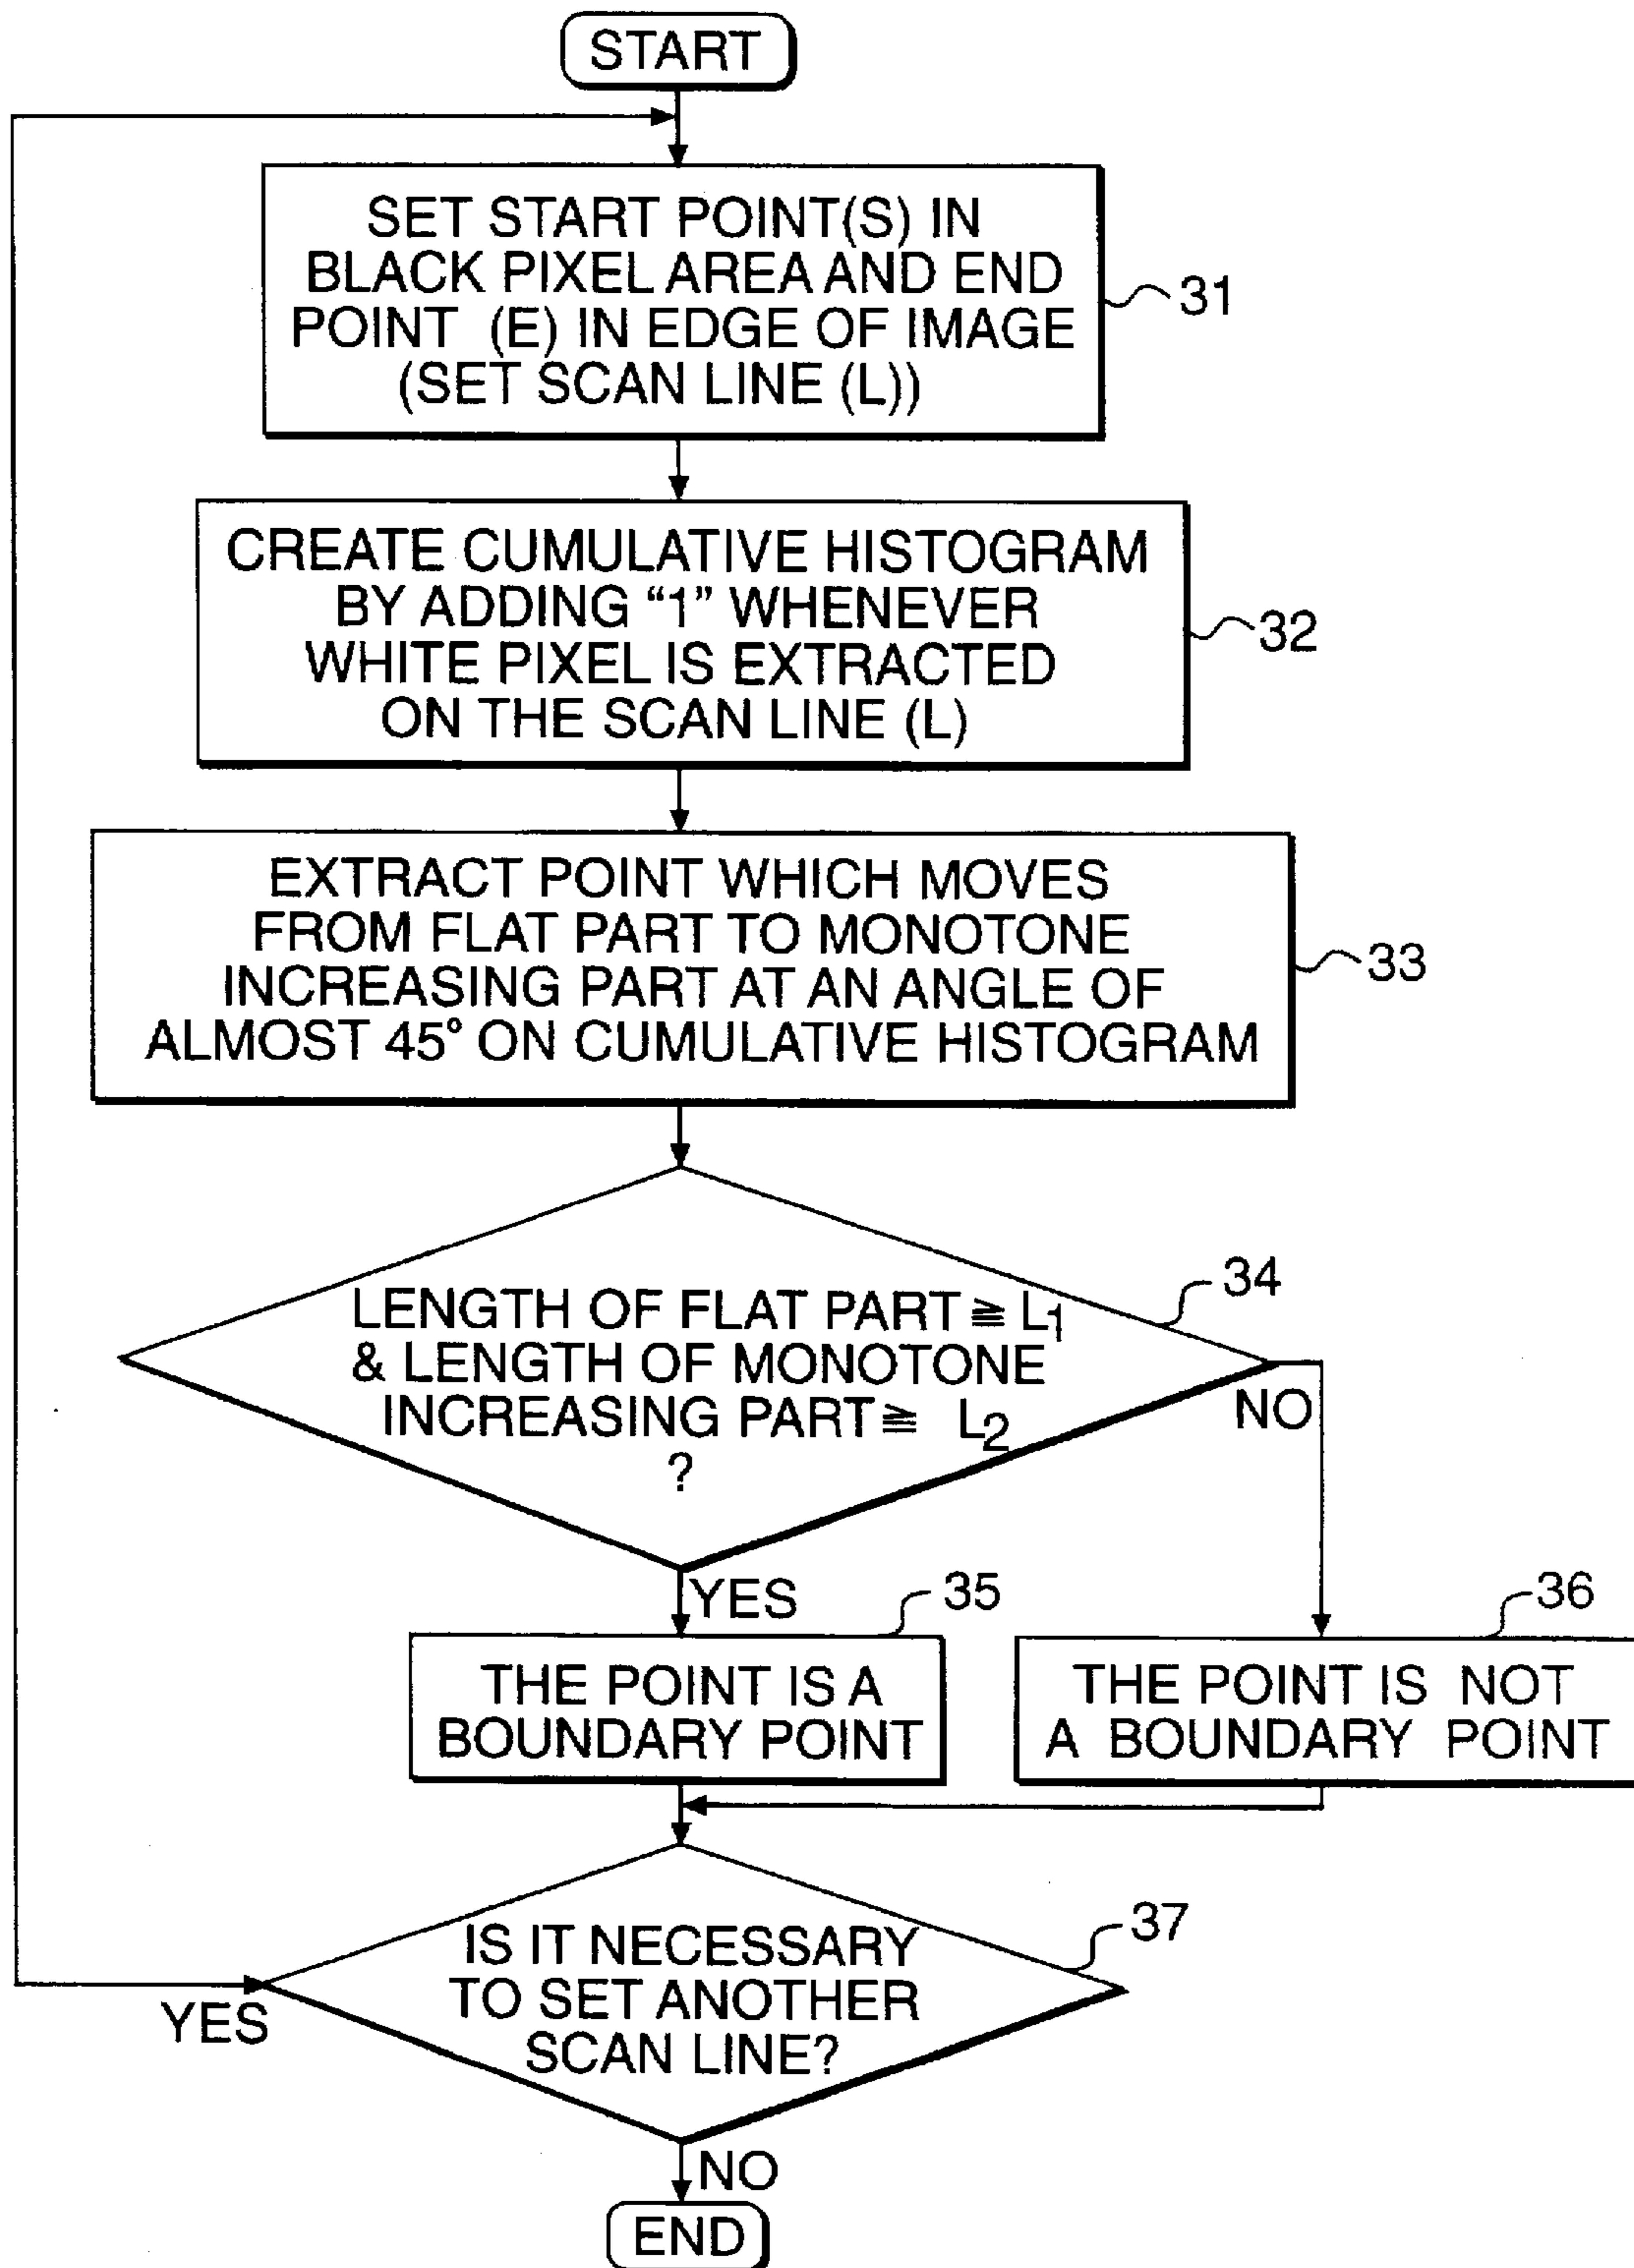 START
SET START POINT(S) IN
BLACK PIXEL AREA AND END
POINT (E) IN EDGE OF IMAGE
(SET SCAN LINE (L))
31
CREATE CUMULATIVE HISTOGRAM
BY ADDING “1” WHENEVER
WHITE PIXEL IS EXTRACTED
ON THE SCAN LINE (L)
32
EXTRACT POINT WHICH MOVES
FROM FLAT PART TO MONOTONE
INCREASING PART AT AN ANGLE OF
ALMOST 45° ON CUMULATIVE HISTOGRAM
33
34
LENGTH OF FLAT PART ≧ L1
& LENGTH OF MONOTONE
INCREASING PART ≧ L2
?
NO
YES
35
THE POINT IS A
BOUNDARY POINT
36
THE POINT IS NOT
A BOUNDARY POINT
37
IS IT NECESSARY
TO SET ANOTHER
SCAN LINE?
YES
NO
END